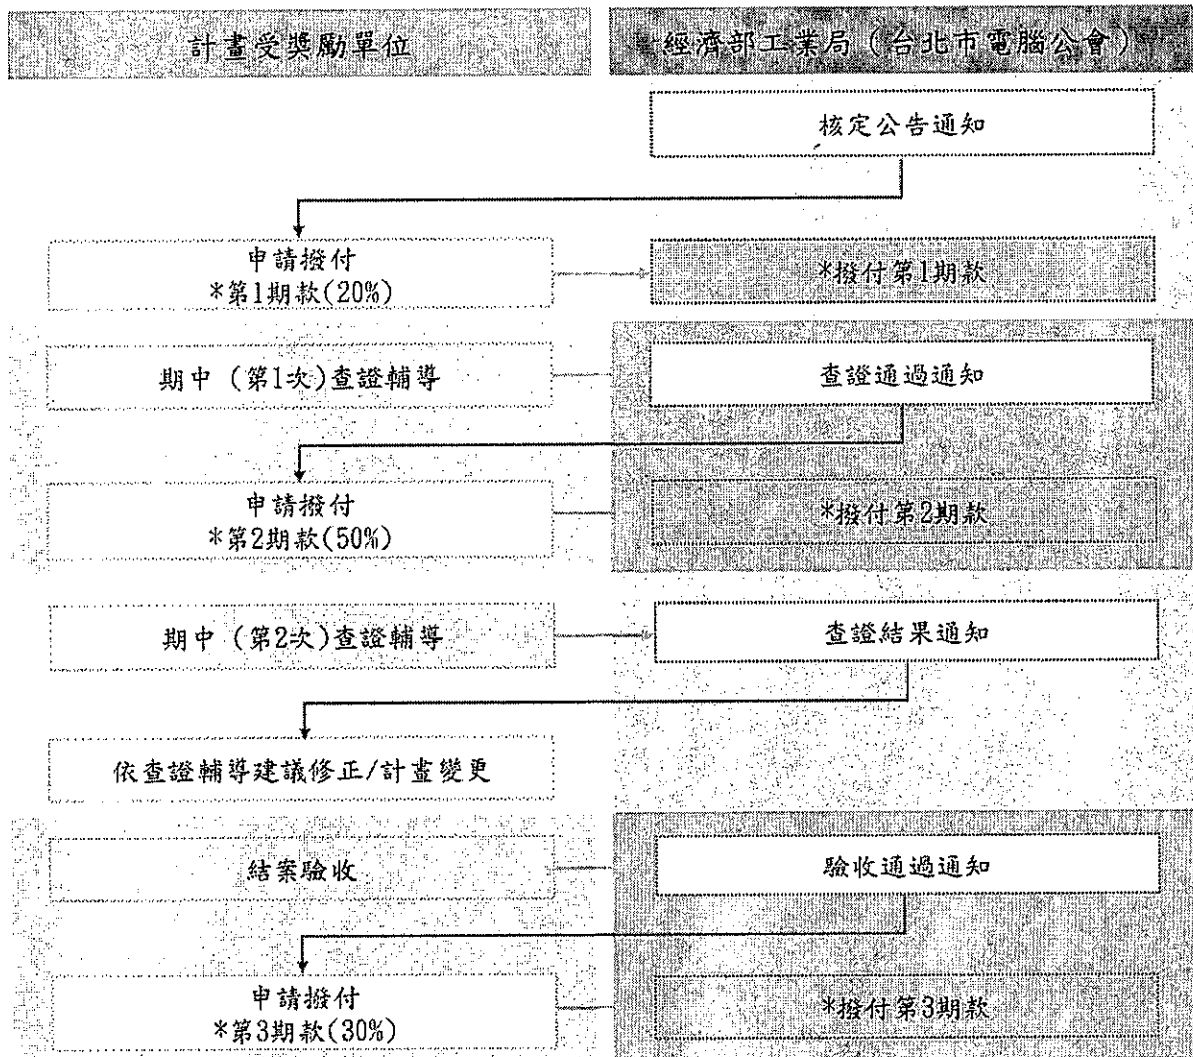 計畫受獎勵單位
經濟部工業局 (台北市電腦公會)
核定公告通知
申請撥付
*第1期款(20%)
*撥付第1期款
期中 (第1次)查證輔導
查證通過通知
申請撥付
*第2期款(50%)
*撥付第2期款
期中 (第2次)查證輔導
查證結果通知
依查證輔導建議修正/計畫變更
結案驗收
驗收通過通知
申請撥付
*第3期款(30%)
*撥付第3期款